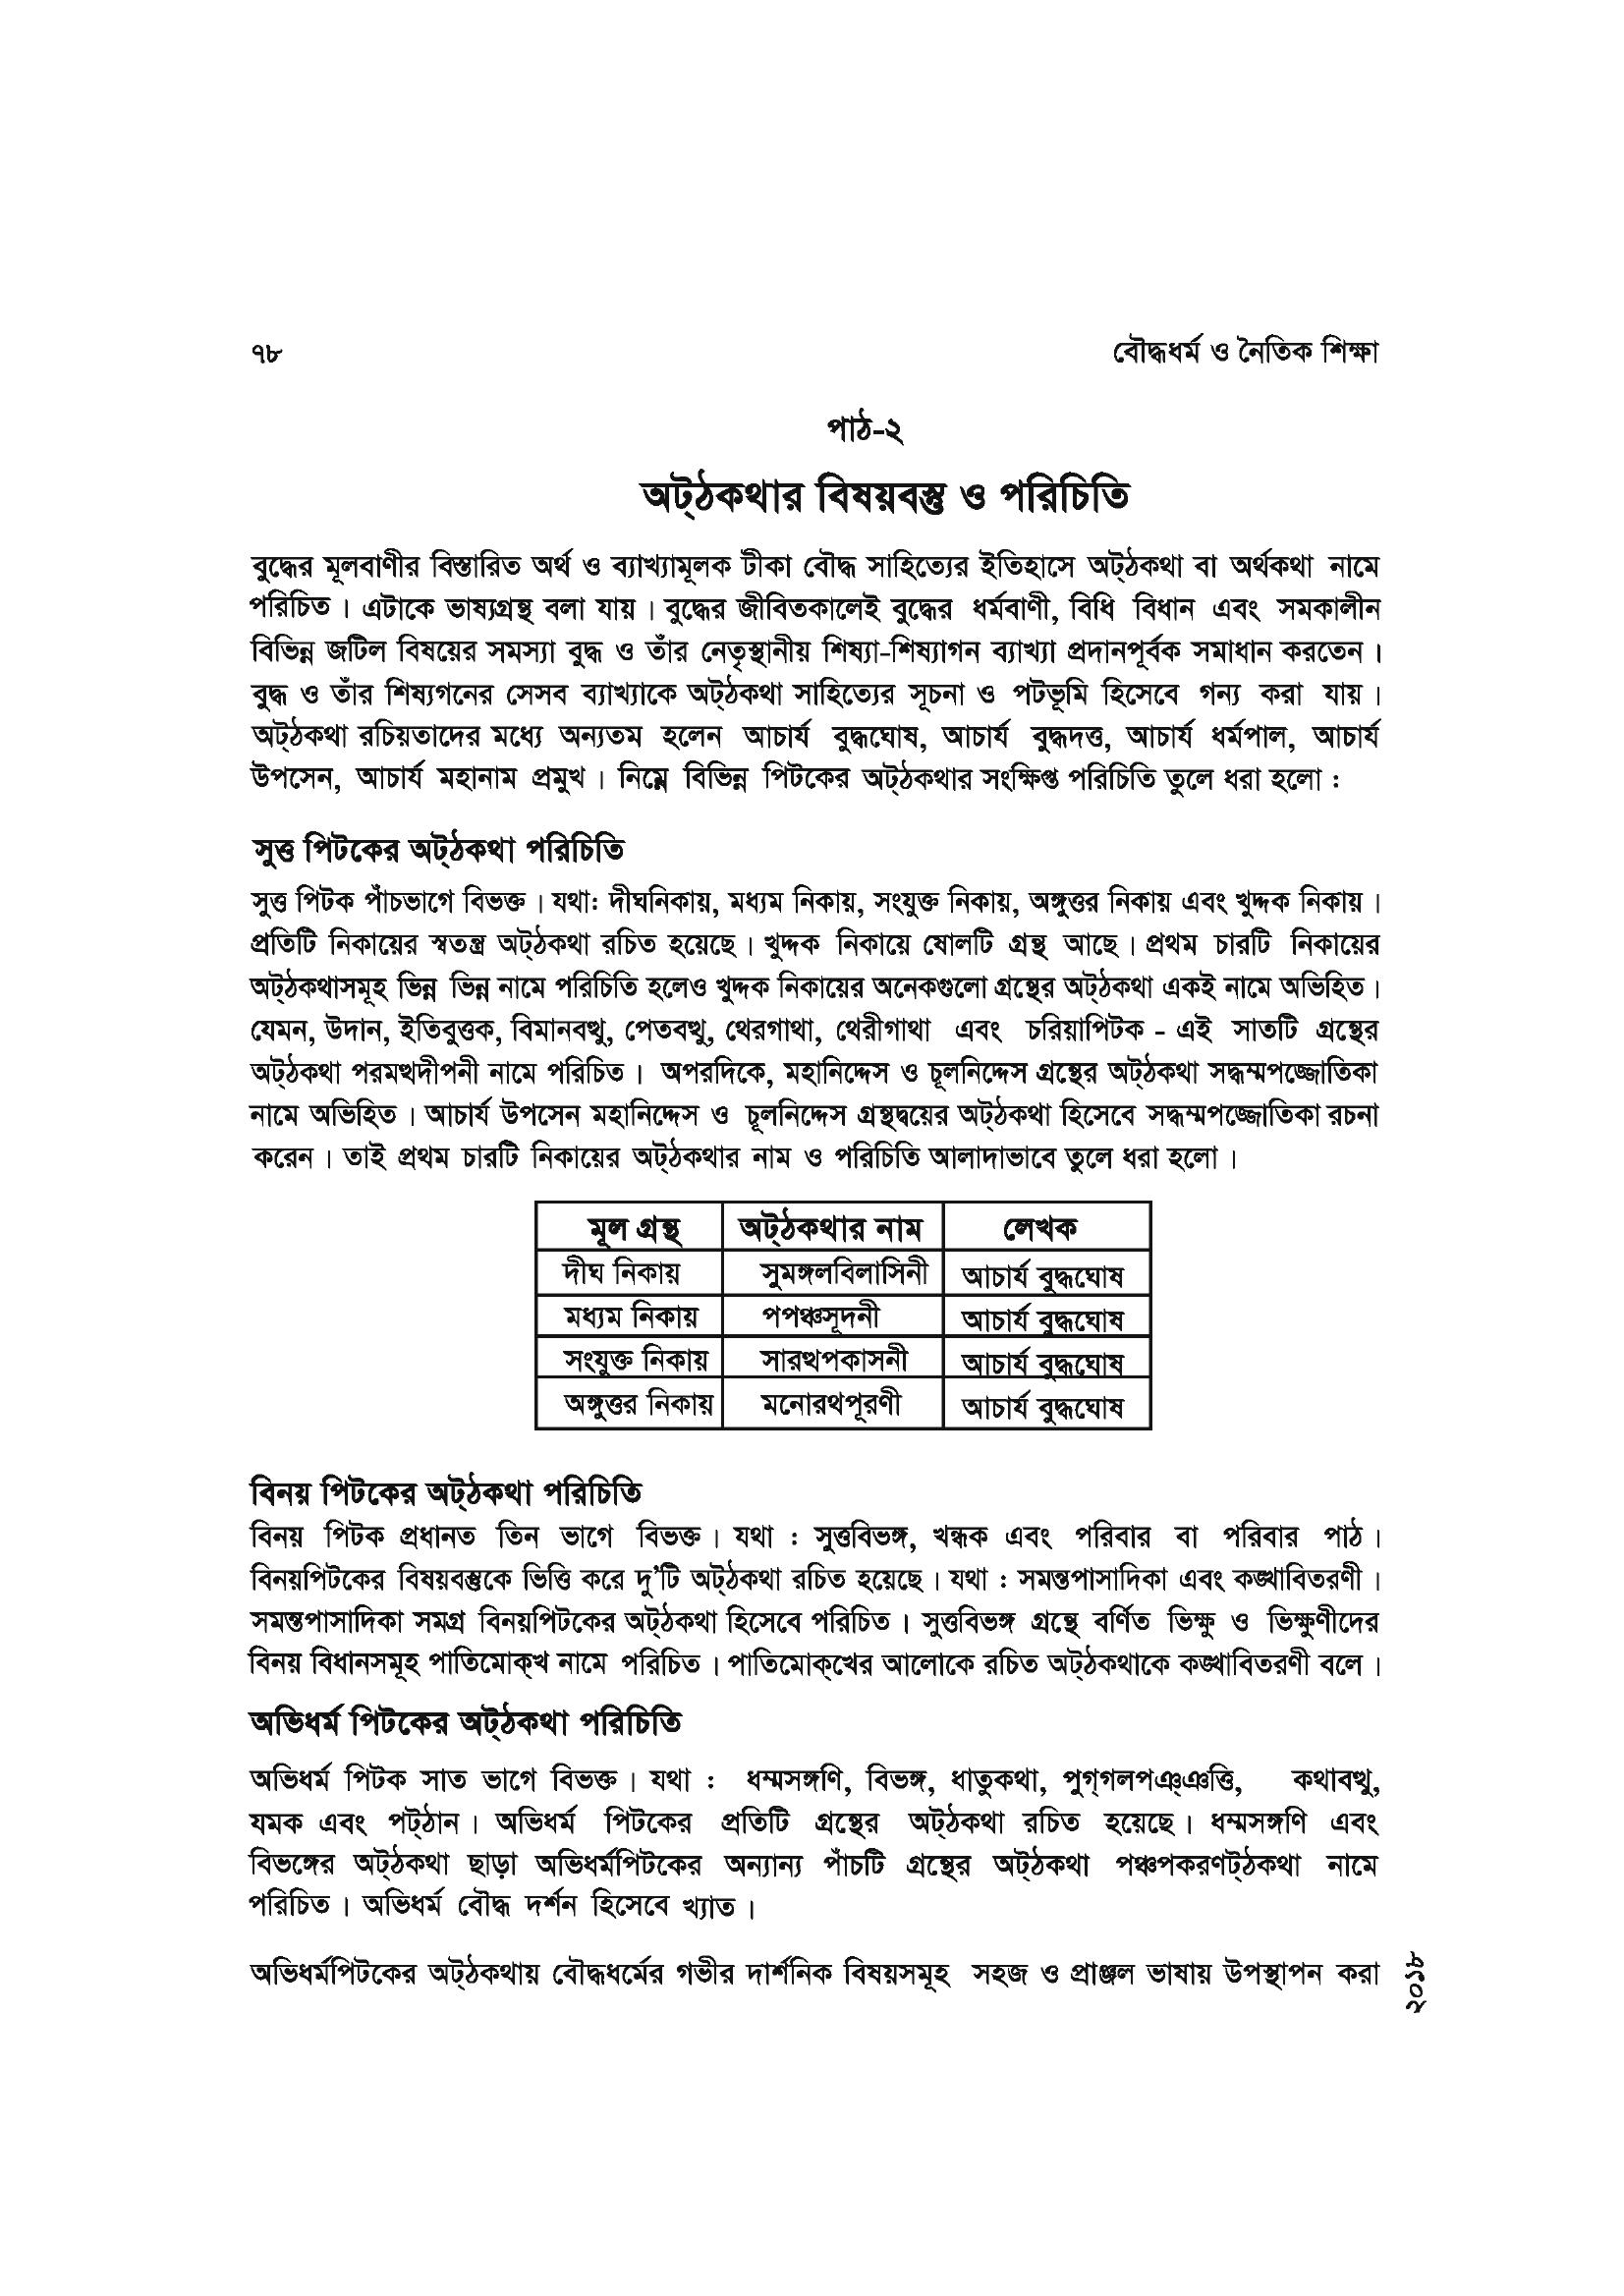 ৭৮ বৌদ্ধধর্ম ও নৈতিক শিক্ষা
পাঠ-২
অট্‌ঠকথার বিষয়বস্তু ও পরিচিতি
বুদ্ধের মূলবাণীর বিস্তারিত অর্থ ও ব্যাখ্যামূলক টীকা বৌদ্ধ সাহিত্যের ইতিহাসে অট্‌ঠকথা বা অর্থকথা নামে
পরিচিত। এটাকে ভাষ্যগ্রন্থ বলা যায়। বুদ্ধের জীবিতকালেই বুদ্ধের ধর্মবাণী, বিধি বিধান এবং সমকালীন
বিভিন্ন জটিল বিষয়ের সমস্যা বুদ্ধ ও তাঁর নেতৃস্থানীয় শিষ্যা-শিষ্যাগন ব্যাখ্যা প্রদানপূর্বক সমাধান করতেন।
বুদ্ধ ও তাঁর শিষ্যগনের সেসব ব্যাখ্যাকে অট্‌ঠকথা সাহিত্যের সূচনা ও পটভূমি হিসেবে গন্য করা যায়।
অট্‌ঠকথা রচিয়তাদের মধ্যে অন্যতম হলেন আচার্য বুদ্ধঘোষ, আচার্য বুদ্ধদত্ত, আচার্য ধর্মপাল, আচার্য
উপসেন, আচার্য মহানাম প্রমুখ। নিম্নে বিভিন্ন পিটকের অট্‌ঠকথার সংক্ষিপ্ত পরিচিতি তুলে ধরা হলো :
সুত্ত পিটকের অট্‌ঠকথা পরিচিতি
সুত্ত পিটক পাঁচভাগে বিভক্ত। যথা: দীঘনিকায়, মধ্যম নিকায়, সংযুক্ত নিকায়, অঙ্গুত্তর নিকায় এবং খুদ্দক নিকায়।
প্রতিটি নিকায়ের স্বতন্ত্র অট্‌ঠকথা রচিত হয়েছে। খুদ্দক নিকায়ে ষোলটি গ্রন্থ আছে। প্রথম চারটি নিকায়ের
অট্‌ঠকথাসমূহ ভিন্ন ভিন্ন নামে পরিচিতি হলেও খুদ্দক নিকায়ের অনেকগুলো গ্রন্থের অট্‌ঠকথা একই নামে অভিহিত।
যেমন, উদান, ইতিবুত্তক, বিমানবত্থু, পেতবত্থু, থেরগাথা, থেরীগাথা এবং চরিয়াপিটক - এই সাতটি গ্রন্থের
অট্‌ঠকথা পরমত্থদীপনী নামে পরিচিত। অপরদিকে, মহানিদ্দেস ও চূলনিদ্দেস গ্রন্থের অট্‌ঠকথা সদ্ধম্মপজ্জোতিকা
নামে অভিহিত। আচার্য উপসেন মহানিদ্দেস ও চূলনিদ্দেস গ্রন্থদ্বয়ের অট্‌ঠকথা হিসেবে সদ্ধম্মপজ্জোতিকা রচনা
করেন। তাই প্রথম চারটি নিকায়ের অট্‌ঠকথার নাম ও পরিচিতি আলাদাভাবে তুলে ধরা হলো।
মূল গ্রন্থ অট্‌ঠকথার নাম লেখক
দীঘ নিকায় সুমঙ্গলবিলাসিনী আচার্য বুদ্ধঘোষ
মধ্যম নিকায় পপঞ্চসূদনী আচার্য বুদ্ধঘোষ
সংযুক্ত নিকায় সারত্থপকাসনী আচার্য বুদ্ধঘোষ
অঙ্গুত্তর নিকায় মনোরথপূরণী আচার্য বুদ্ধঘোষ
বিনয় পিটকের অট্‌ঠকথা পরিচিতি
বিনয় পিটক প্রধানত তিন ভাগে বিভক্ত। যথা : সুত্তবিভঙ্গ, খন্ধক এবং পরিবার বা পরিবার পাঠ।
বিনয়পিটকের বিষয়বস্তুকে ভিত্তি করে দু’টি অট্‌ঠকথা রচিত হয়েছে। যথা : সমন্তপাসাদিকা এবং কঙ্খাবিতরণী।
সমন্তপাসাদিকা সমগ্র বিনয়পিটকের অট্‌ঠকথা হিসেবে পরিচিত। সুত্তবিভঙ্গ গ্রন্থে বর্ণিত ভিক্ষু ও ভিক্ষুণীদের
বিনয় বিধানসমূহ পাতিমোক্‌খ নামে পরিচিত। পাতিমোক্‌খের আলোকে রচিত অট্‌ঠকথাকে কঙ্খাবিতরণী বলে।
অভিধর্ম পিটকের অট্‌ঠকথা পরিচিতি
অভিধর্ম পিটক সাত ভাগে বিভক্ত। যথা : ধম্মসঙ্গণি, বিভঙ্গ, ধাতুকথা, পুগ্‌গলপঞ্‌ঞত্তি, কথাবত্থু,
যমক এবং পট্‌ঠান। অভিধর্ম পিটকের প্রতিটি গ্রন্থের অট্‌ঠকথা রচিত হয়েছে। ধম্মসঙ্গণি এবং
বিভঙ্গের অট্‌ঠকথা ছাড়া অভিধর্মপিটকের অন্যান্য পাঁচটি গ্রন্থের অট্‌ঠকথা পঞ্চপকরণট্‌ঠকথা নামে
পরিচিত। অভিধর্ম বৌদ্ধ দর্শন হিসেবে খ্যাত।
অভিধর্মপিটকের অট্‌ঠকথায় বৌদ্ধধর্মের গভীর দার্শনিক বিষয়সমূহ সহজ ও প্রাঞ্জল ভাষায় উপস্থাপন করা
২০১৮